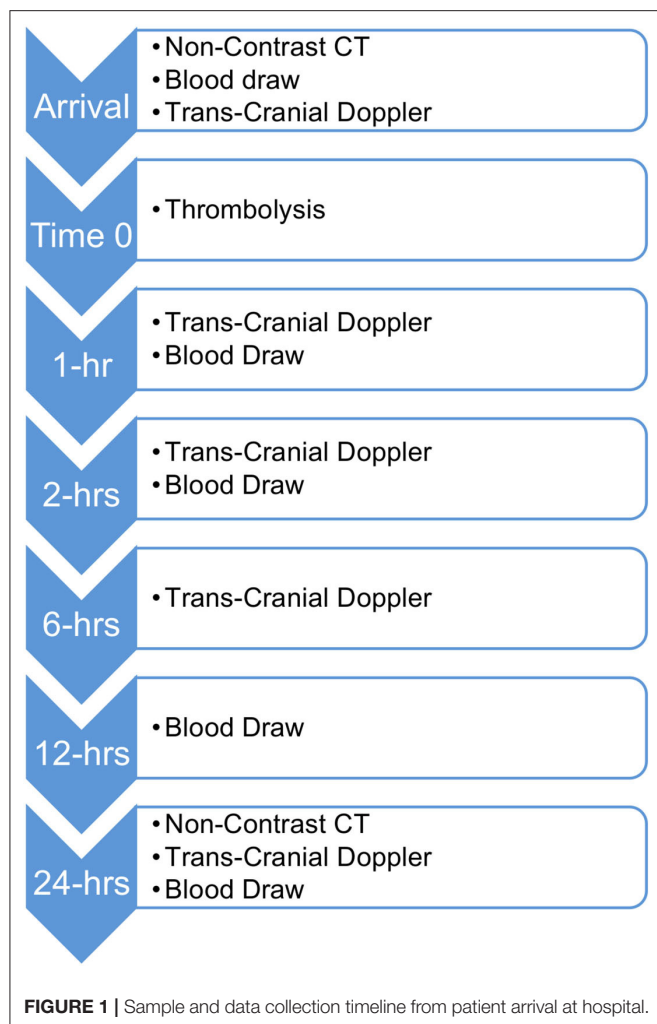 Arrival
•Non-Contrast CT
•Blood draw
•Trans-Cranial Doppler
Time 0
•Thrombolysis
1-hr
•Trans-Cranial Doppler
•Blood Draw
2-hrs
•Trans-Cranial Doppler
•Blood Draw
6-hrs
•Trans-Cranial Doppler
12-hrs
•Blood Draw
24-hrs
•Non-Contrast CT
•Trans-Cranial Doppler
•Blood Draw
FIGURE 1 | Sample and data collection timeline from patient arrival at hospital.